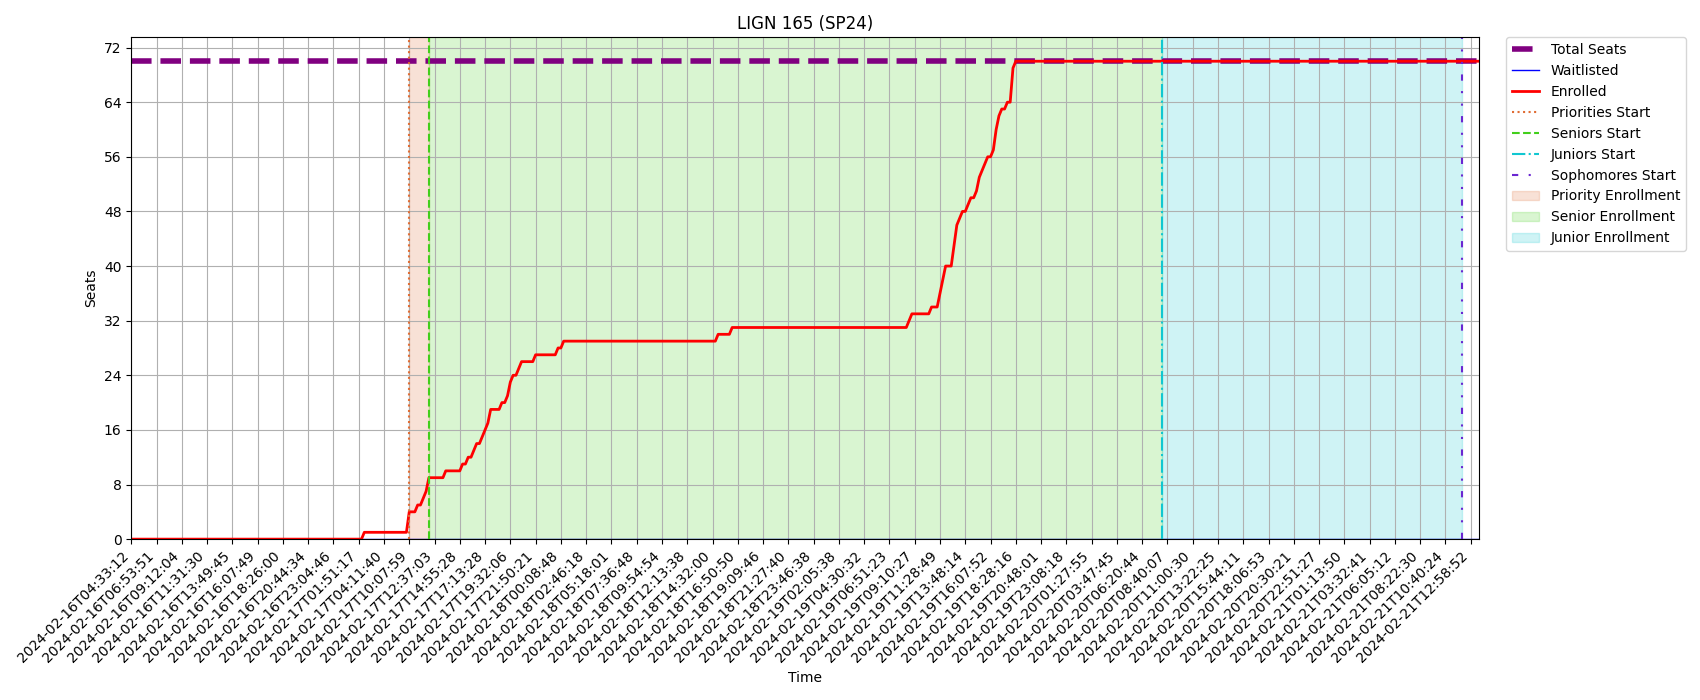 LIGN 165 (SP24)
72
64
56
48
40
32
24
16
8
0
Seats
2024-02-16T04:33:12
2024-02-16T06:53:51
2024-02-16T09:12:04
2024-02-16T11:31:30
2024-02-16T13:49:45
2024-02-16T16:07:49
2024-02-16T18:26:00
2024-02-16T20:44:34
2024-02-16T23:04:46
2024-02-17T01:51:17
2024-02-17T04:11:40
2024-02-17T10:07:59
2024-02-17T12:37:03
2024-02-17T14:55:28
2024-02-17T17:13:28
2024-02-17T19:32:06
2024-02-17T21:50:21
2024-02-18T00:08:48
2024-02-18T02:46:18
2024-02-18T05:18:01
2024-02-18T07:36:48
2024-02-18T09:54:54
2024-02-18T12:13:38
2024-02-18T14:32:00
2024-02-18T16:50:50
2024-02-18T19:09:46
2024-02-18T21:27:40
2024-02-18T23:46:38
2024-02-19T02:05:38
2024-02-19T04:30:32
2024-02-19T06:51:23
2024-02-19T09:10:27
2024-02-19T11:28:49
2024-02-19T13:48:14
2024-02-19T16:07:52
2024-02-19T18:28:16
2024-02-19T20:48:01
2024-02-19T23:08:18
2024-02-20T01:27:55
2024-02-20T03:47:45
2024-02-20T06:20:44
2024-02-20T08:40:07
2024-02-20T11:00:30
2024-02-20T13:22:25
2024-02-20T15:44:11
2024-02-20T18:06:53
2024-02-20T20:30:21
2024-02-20T22:51:27
2024-02-21T01:13:50
2024-02-21T03:32:41
2024-02-21T06:05:12
2024-02-21T08:22:30
2024-02-21T10:40:24
2024-02-21T12:58:52
Time
Total Seats
Waitlisted
Enrolled
Priorities Start
Seniors Start
Juniors Start
Sophomores Start
Priority Enrollment
Senior Enrollment
Junior Enrollment